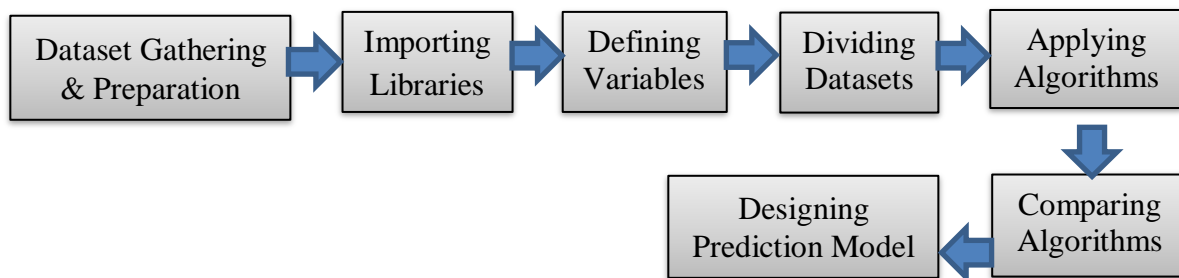 Dataset Gathering
& Preparation
Importing
Libraries
Defining
Variables
Dividing
Datasets
Applying
Algorithms
Comparing
Algorithms
Designing
Prediction Model